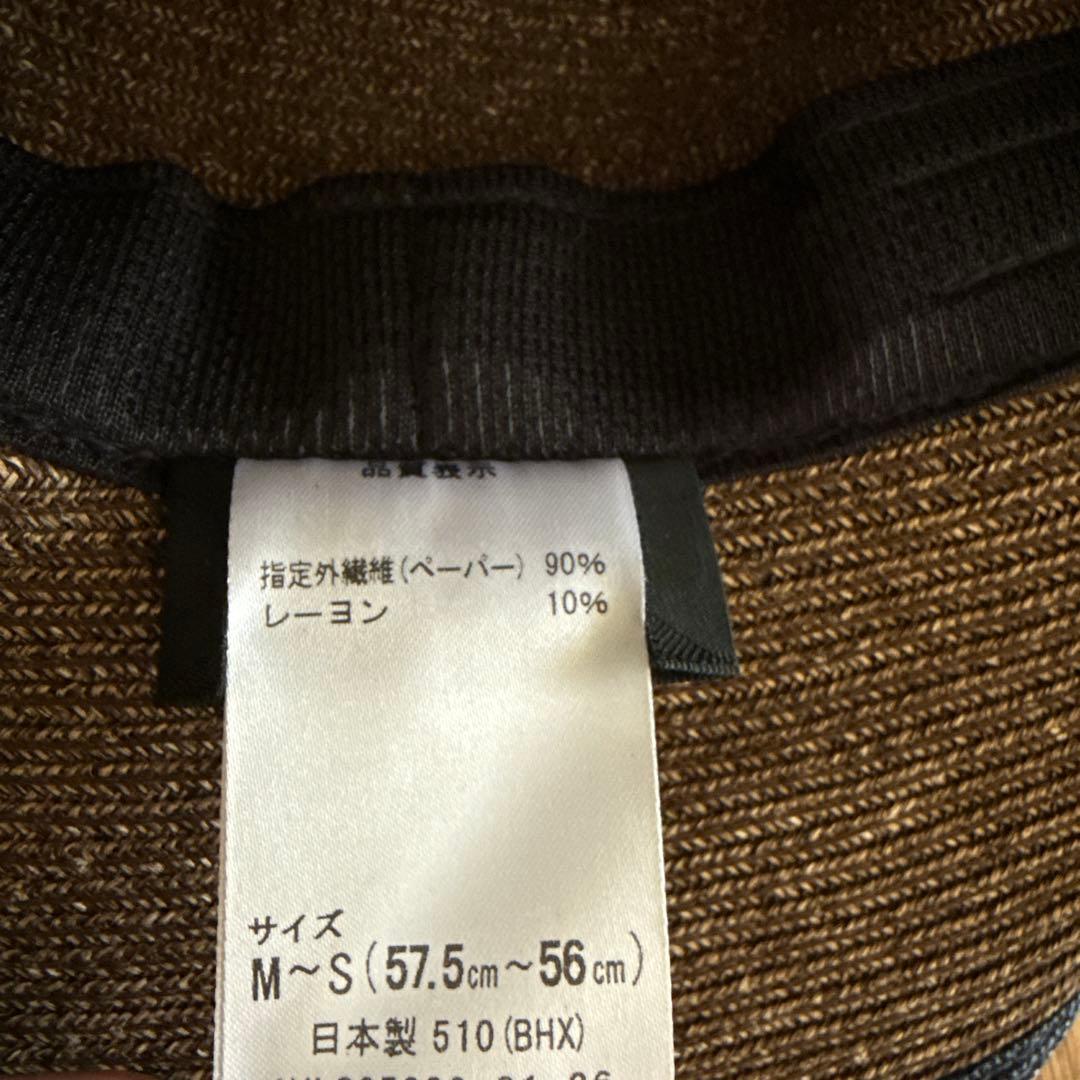 品質表示
指定外繊維(ペーパー) 90%
レーヨン 10%
サイズ
M～S(57.5cm～56cm)
日本製 510(BHX)